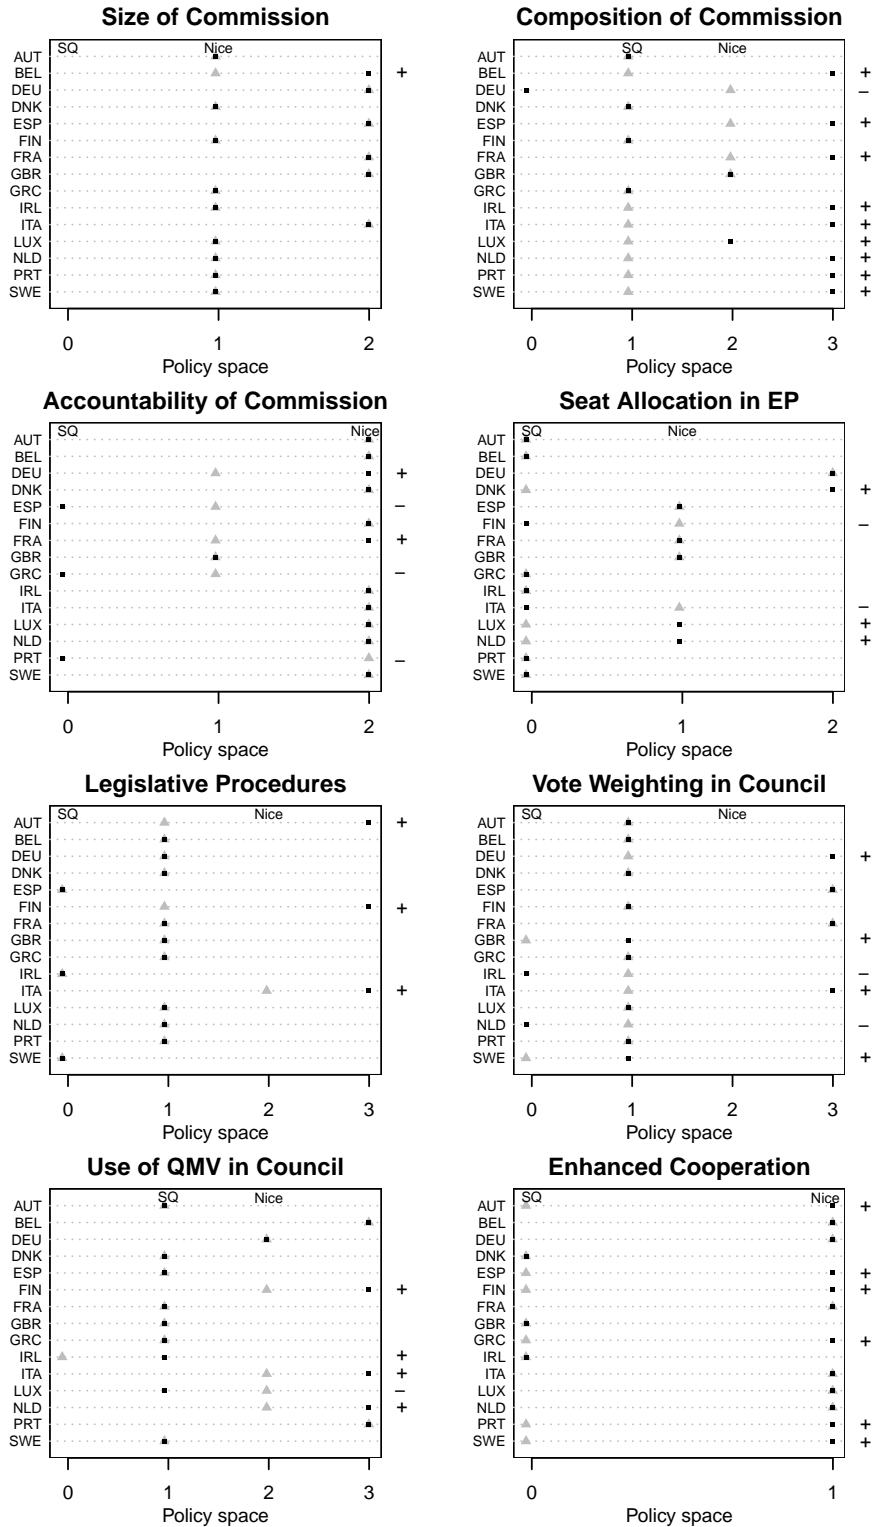 Size of Commission
SQ Nice
AUT
BEL +
DEU
DNK
ESP
FIN
FRA
GBR
GRC
IRL
ITA
LUX
NLD
PRT
SWE
0 1 2
Policy space
Composition of Commission
SQ Nice
AUT
BEL +
DEU −
DNK
ESP +
FIN
FRA +
GBR
GRC
IRL +
ITA +
LUX +
NLD +
PRT +
SWE +
0 1 2 3
Policy space
Accountability of Commission
SQ Nice
AUT
BEL
DEU +
DNK
ESP −
FIN
FRA +
GBR
GRC −
IRL
ITA
LUX
NLD
PRT −
SWE
0 1 2
Policy space
Seat Allocation in EP
SQ Nice
AUT
BEL
DEU
DNK +
ESP
FIN −
FRA
GBR
GRC
IRL
ITA −
LUX +
NLD +
PRT
SWE
0 1 2
Policy space
Legislative Procedures
SQ Nice
AUT +
BEL
DEU
DNK
ESP
FIN +
FRA
GBR
GRC
IRL
ITA +
LUX
NLD
PRT
SWE
0 1 2 3
Policy space
Vote Weighting in Council
SQ Nice
AUT
BEL
DEU +
DNK
ESP
FIN
FRA
GBR +
GRC
IRL −
ITA +
LUX
NLD −
PRT
SWE +
0 1 2 3
Policy space
Use of QMV in Council
SQ Nice
AUT
BEL
DEU
DNK
ESP
FIN +
FRA
GBR
GRC
IRL +
ITA +
LUX −
NLD +
PRT
SWE
0 1 2 3
Policy space
Enhanced Cooperation
SQ Nice
AUT +
BEL
DEU
DNK
ESP +
FIN +
FRA
GBR
GRC +
IRL
ITA
LUX
NLD
PRT +
SWE +
0 1
Policy space